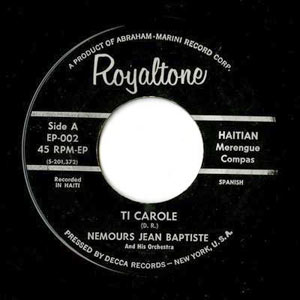 A PRODUCT OF ABRAHAM-MARINI RECORD CORP.
Royaltone
Side A
EP-002
45 RPM-EP
(S-201,372)
HAITIAN
Merengue
Compas
Recorded
IN HAITI
SPANISH
TI CAROLE
(D. R.)
NEMOURS JEAN BAPTISTE
And His Orchestra
PRESSED BY DECCA RECORDS—NEW YORK, U.S.A.